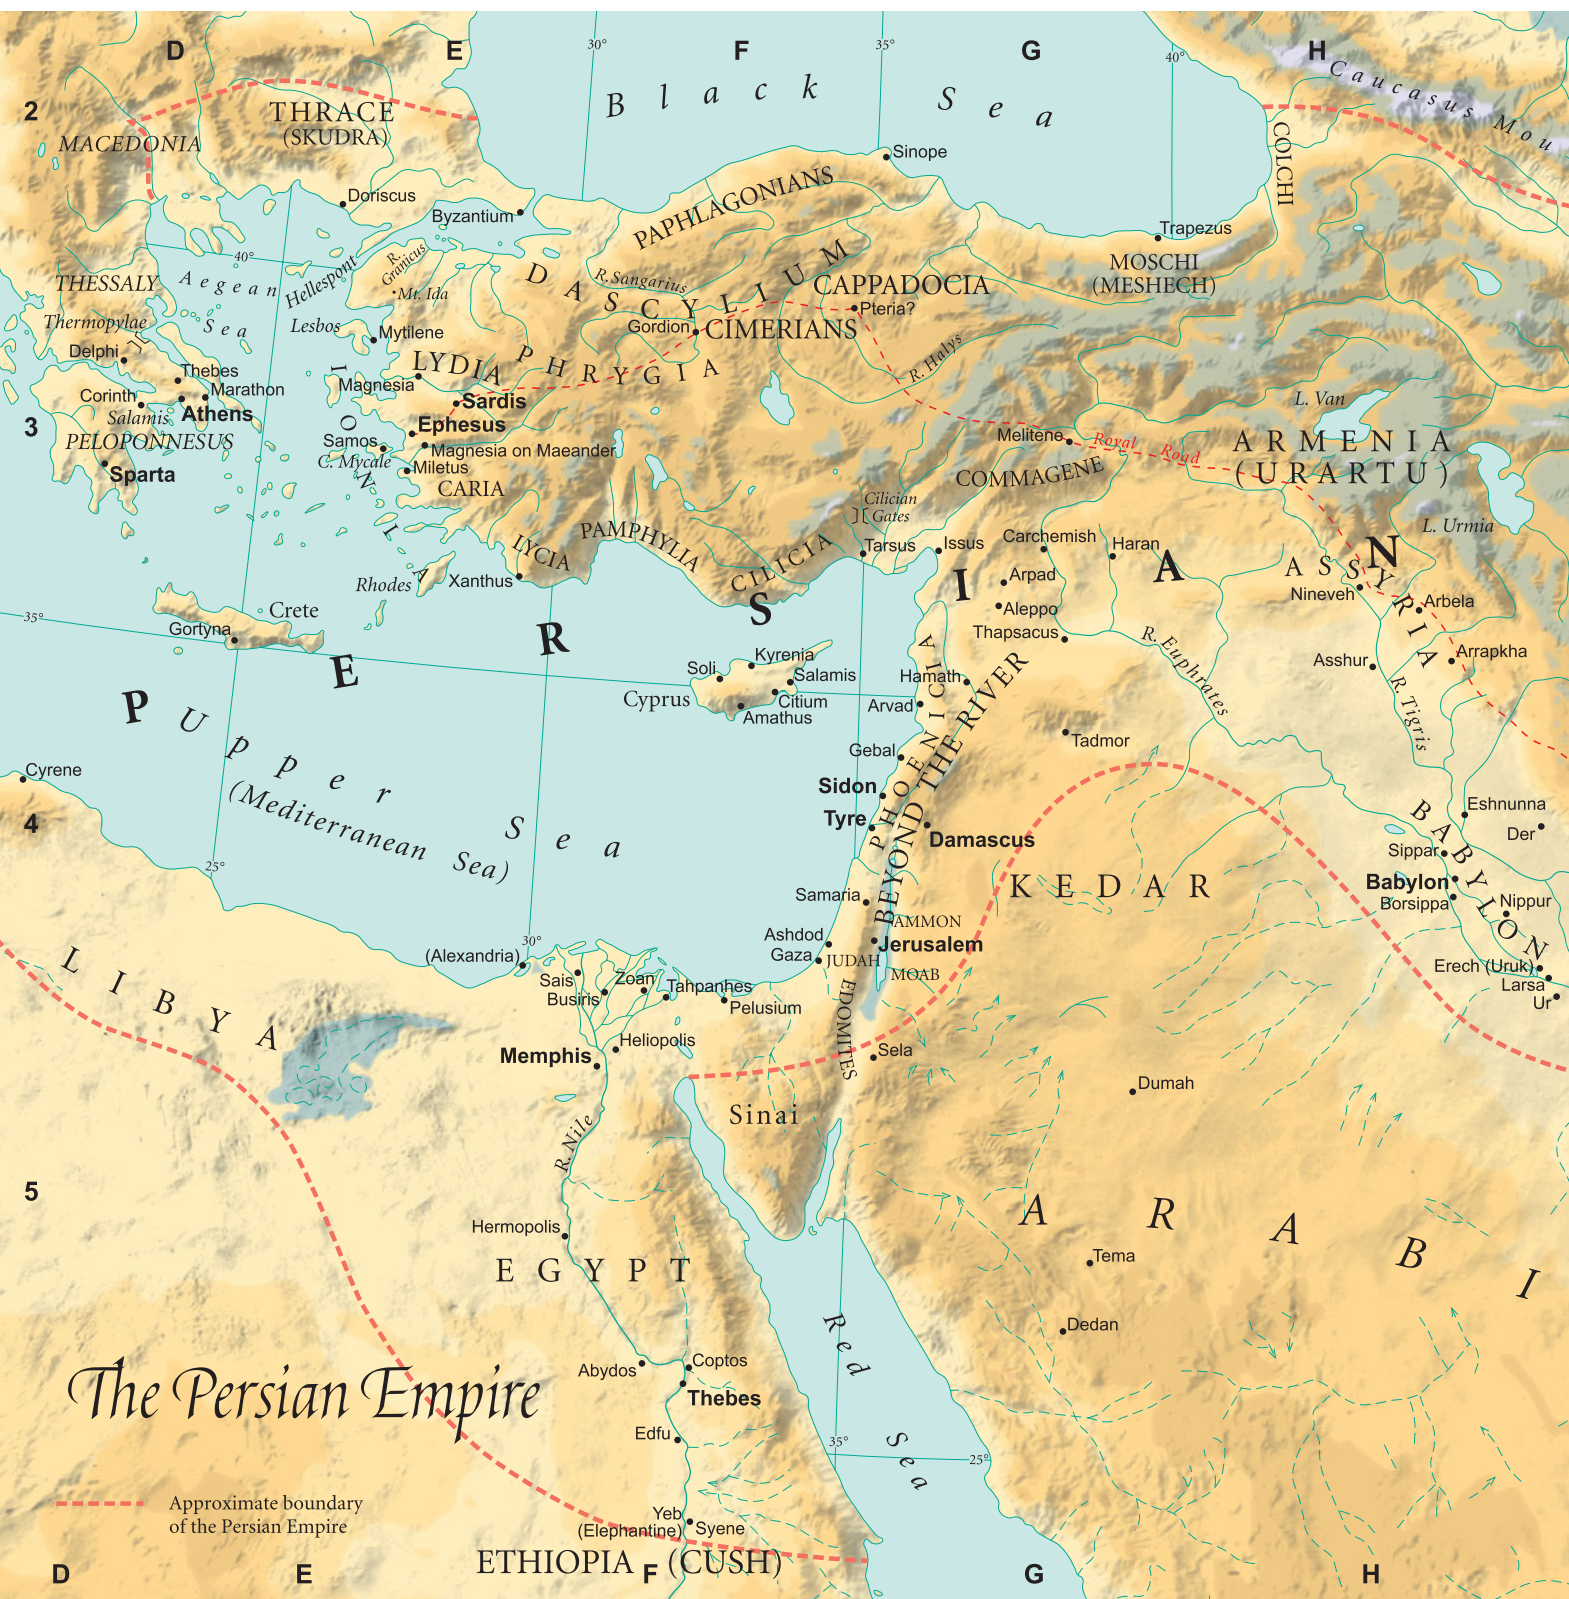 D
E
F
G
H
30°
35°
40°
2
Black Sea
Caucasus Mou
THRACE
(SKUDRA)
MACEDONIA
COLCHI
Sinope
Doriscus
Byzantium
PAPHLAGONIANS
Trapezus
40°
Hellespont
R. Granicus
Mt. Ida
DASCYLIUM
R. Sangarius
MOSCHI
(MESHECH)
THESSALY
Aegean
Sea
CAPPADOCIA
Pteria?
Thermopylae
Lesbos
Mytilene
Gordion
CIMERIANS
R. Halys
Delphi
Thebes
Marathon
LYDIA
PHRYGIA
Magnesia
Corinth
Salamis
Athens
Sardis
L. Van
3
PELOPONNESUS
IONIA
Ephesus
Samos
Magnesia on Maeander
C. Mycale
Miletus
Melitene
Royal Road
ARMENIA
(URARTU)
Sparta
CARIA
COMMAGENE
Cilician
Gates
L. Urmia
LYCIA
PAMPHYLIA
CILICIA
Tarsus
Issus
Carchemish
Haran
Rhodes
Xanthus
Arpad
PERSIAN
ASSYRIA
Nineveh
Arbela
35°
Crete
Gortyna
Aleppo
Thapsacus
R. Euphrates
Asshur
Arrapkha
R. Tigris
Soli
Kyrenia
Salamis
Cyprus
Citium
Amathus
Hamath
Arvad
PHOENICIA
BEYOND THE RIVER
Tadmor
Upper Sea
(Mediterranean Sea)
Gebal
Cyrene
Sidon
Tyre
Damascus
4
Eshnunna
Der
BABYLON
Sippar
25°
KEDAR
Babylon
Borsippa
Nippur
Samaria
AMMON
Ashdod
Jerusalem
Gaza
JUDAH
MOAB
Erech (Uruk)
Larsa
Ur
30°
(Alexandria)
LIBYA
Sais
Zoan
Busiris
Tahpanhes
Pelusium
EDOMITES
Heliopolis
Memphis
Sela
Dumah
Sinai
R. Nile
5
ARABI
Hermopolis
EGYPT
Tema
Red Sea
Dedan
Abydos
Coptos
Thebes
The Persian Empire
Edfu
35°
25°
Approximate boundary
of the Persian Empire
Yeb
(Elephantine)
Syene
ETHIOPIA (CUSH)
D
E
F
G
H